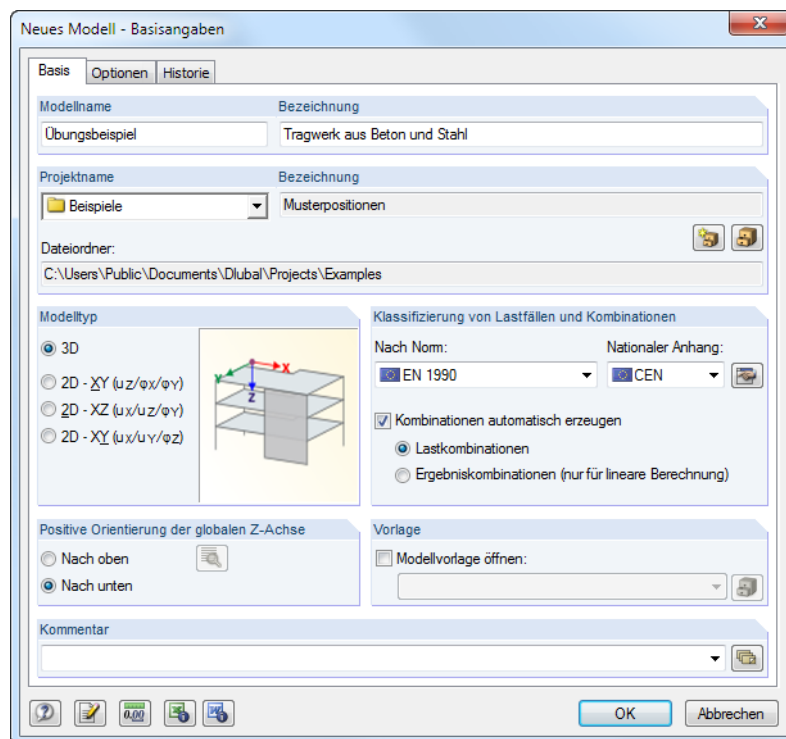 Neues Modell - Basisangaben
Basis Optionen Historie
Modellname Bezeichnung
Übungsbeispiel Tragwerk aus Beton und Stahl
Projektname Bezeichnung
Beispiele Musterpositionen
Dateiordner:
C:\Users\Public\Documents\Dlubal\Projects\Examples
Modelltyp
3D
2D - XY (uZ/φX/φY)
2D - XZ (uX/uZ/φY)
2D - XY (uX/uY/φZ)
X
Y
Z
Klassifizierung von Lastfällen und Kombinationen
Nach Norm: Nationaler Anhang:
EN 1990 CEN
Kombinationen automatisch erzeugen
Lastkombinationen
Ergebniskombinationen (nur für lineare Berechnung)
Positive Orientierung der globalen Z-Achse
Nach oben
Nach unten
Vorlage
Modellvorlage öffnen:
Kommentar
0.00
OK Abbrechen